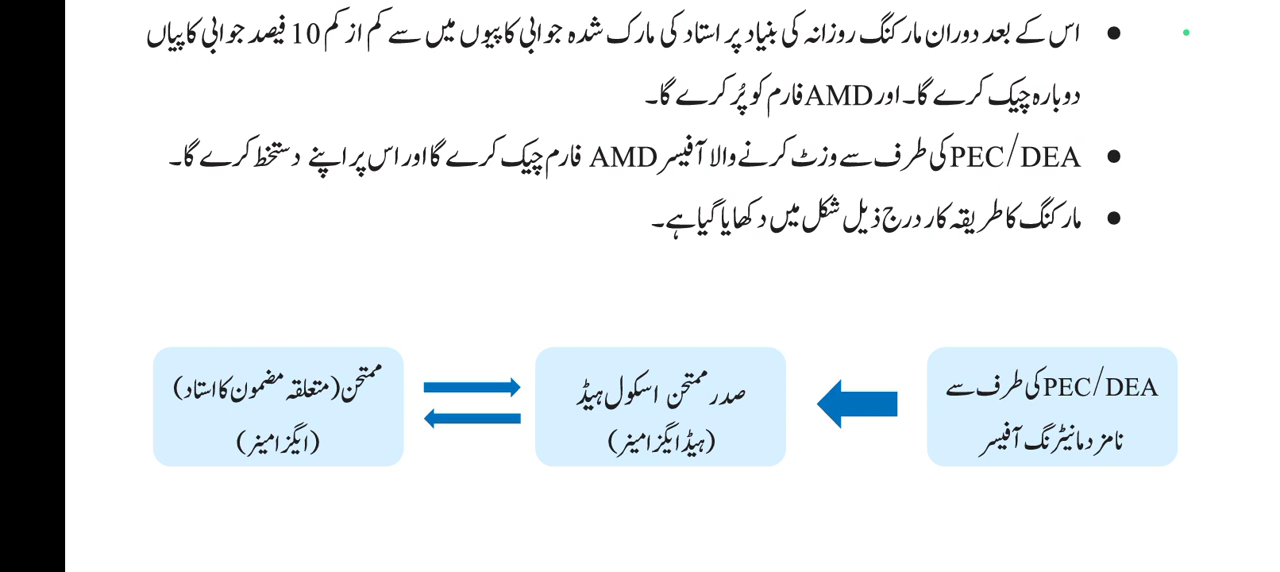 • اس کے بعد دوران مارکنگ روزانہ کی بنیاد پر استاد کی مارک شدہ جوابی کاپیوں میں سے کم از کم 10 فیصد جوابی کاپیاں
دوبارہ چیک کرے گا۔ اور AMD فارم کو پُر کرے گا۔
• PEC/DEA کی طرف سے وزٹ کرنے والا آفیسر AMD فارم چیک کرے گا اور اس پر اپنے دستخط کرے گا۔
• مارکنگ کا طریقہ کار درج ذیل شکل میں دکھایا گیا ہے۔
PEC/DEA کی طرف سے
نامزد مانیٹرنگ آفیسر
صدر ممتحن اسکول ہیڈ
(ہیڈ ایگزامینر)
ممتحن (متعلقہ مضمون کا استاد)
(ایگزامینر)